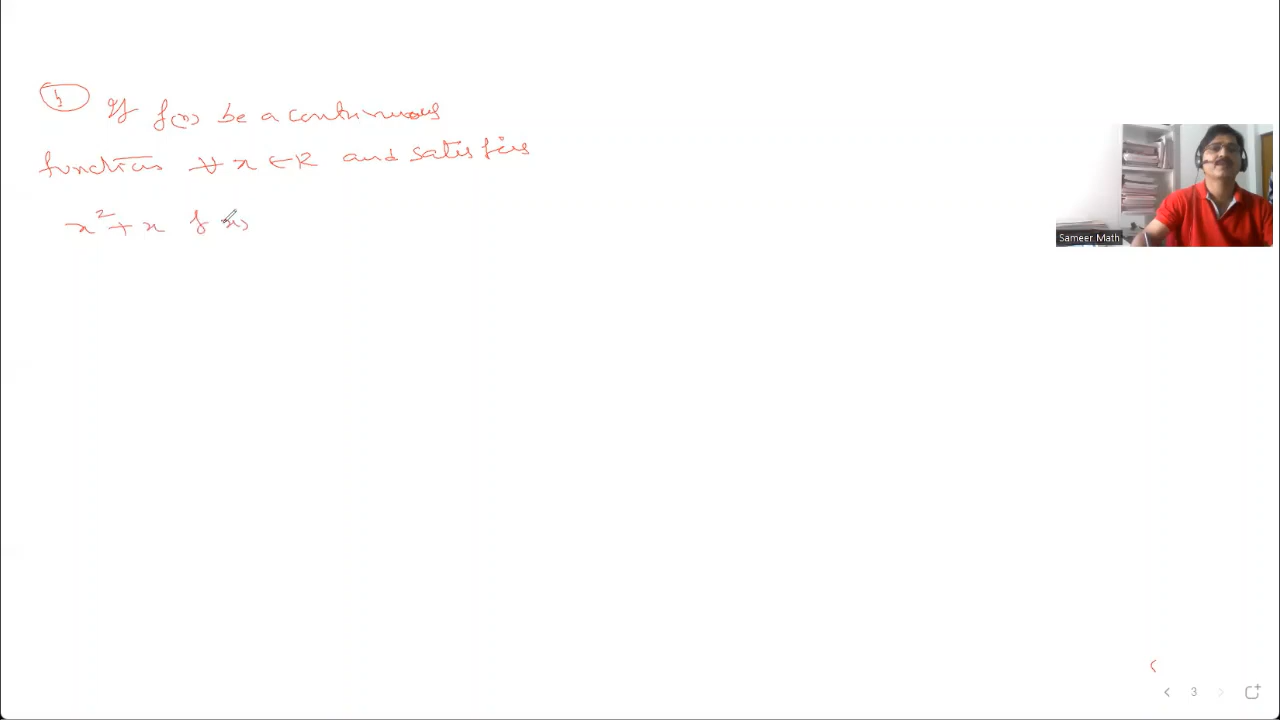 1 If f(x) be a continuous
function ∀ x ∈ R and satisfies
x² + x f(x)
Sameer Math
3